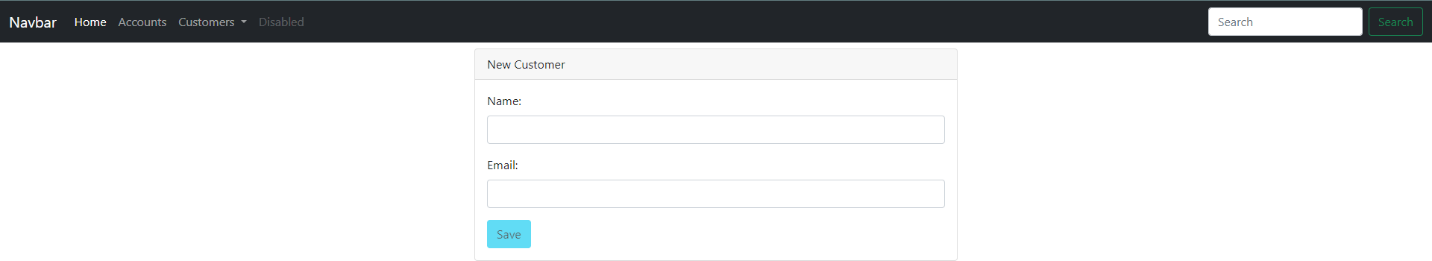 Navbar Home Accounts Customers Disabled Search Search
New Customer
Name:
Email:
Save